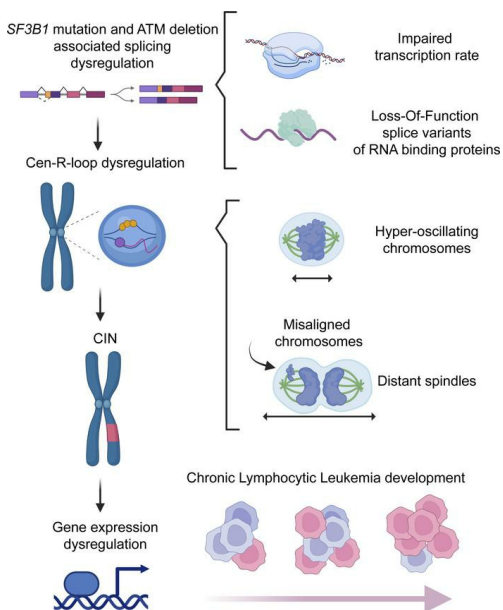 SF3B1 mutation and ATM deletion
associated splicing
dysregulation
Impaired
transcription rate
Loss-Of-Function
splice variants
of RNA binding proteins
Cen-R-loop dysregulation
Hyper-oscillating
chromosomes
CIN
Misaligned
chromosomes
Distant spindles
Chronic Lymphocytic Leukemia development
Gene expression
dysregulation